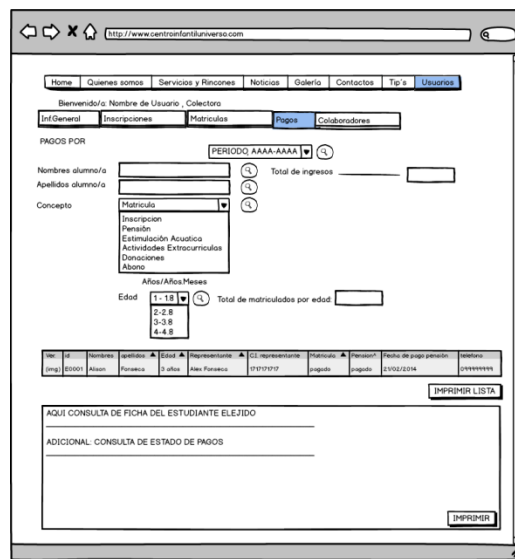 http://www.centroinfantiluniverso.com
Home Quienes somos Servicios y Rincones Noticias Galería Contactos Tip's Usuarios
Bienvenido/a: Nombre de Usuario , Colectora
Inf.General Inscripciones Matriculas Pagos Colaboradores
PAGOS POR
PERIODO, AAAA-AAAA
Nombres alumno/a Total de ingresos
Apellidos alumno/a
Concepto Matricula
Inscripcion
Pensión
Estimulación Acuatica
Actividades Extracurriculas
Donaciones
Abono
Años/Años.Meses
Edad 1-1.8 Total de matriculados por edad:
2-2.8
3-3.8
4-4.8
Ver. id Nombres apellidos Edad Representante C.I. representante Matricula Pension^ Fecha de pago pensión telefono
(img) E0001 Alison Fonseca 3 años Alex Fonseca 1717171717 pagado pagado 21/02/2014 099999999
IMPRIMIR LISTA
AQUI CONSULTA DE FICHA DEL ESTUDIANTE ELEJIDO
ADICIONAL: CONSULTA DE ESTADO DE PAGOS
IMPRIMIR